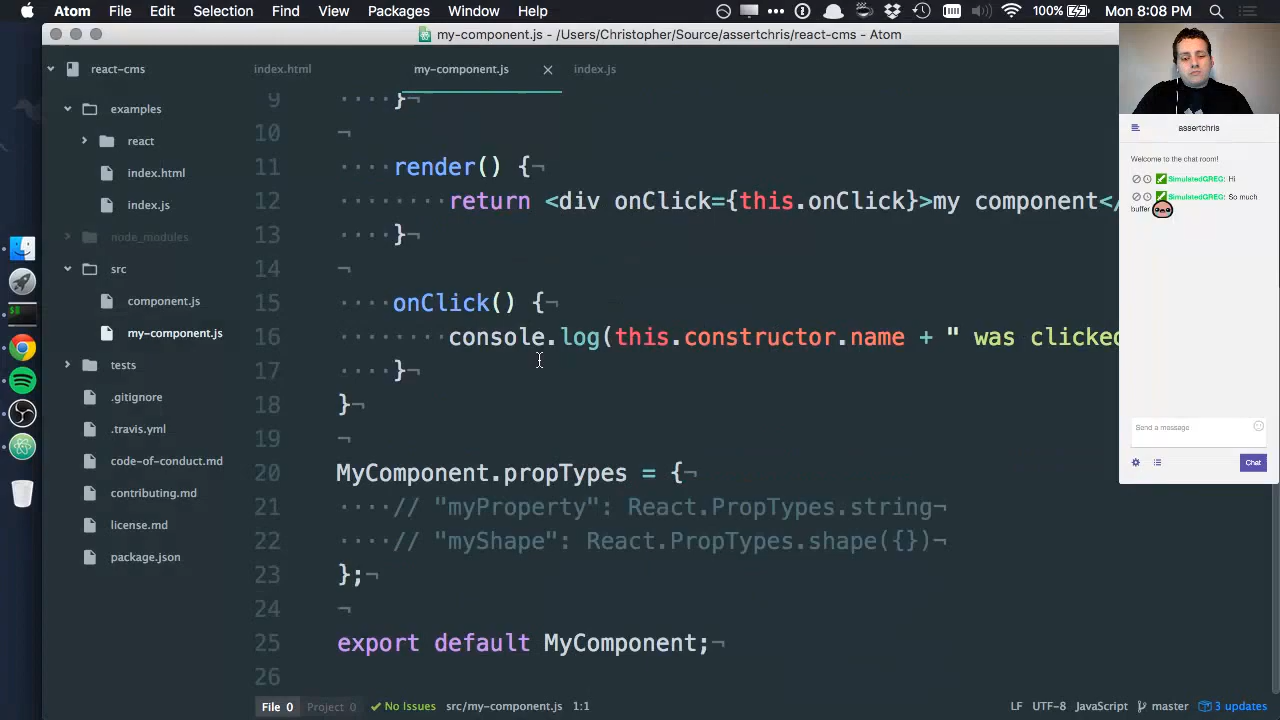 Atom File Edit View Selection Find Packages Window Help 100% Mon 8:08 PM
my-component.js - /Users/Christopher/Source/assertchris/react-cms - Atom
react-cms
examples
react
index.html
index.js
node_modules
src
component.js
my-component.js
tests
.gitignore
.travis.yml
code-of-conduct.md
contributing.md
license.md
package.json
index.html my-component.js index.js
9 ····}¬
10 ¬
11 ····render() {¬
12 ········return <div onClick={this.onClick}>my component</
13 ····}¬
14 ¬
15 ····onClick() {¬
16 ········console.log(this.constructor.name + " was clicked
17 ····}¬
18 }¬
19 ¬
20 MyComponent.propTypes = {¬
21 ····// "myProperty": React.PropTypes.string¬
22 ····// "myShape": React.PropTypes.shape({})¬
23 };¬
24 ¬
25 export default MyComponent;¬
26
File 0 Project 0 No Issues src/my-component.js 1:1 LF UTF-8 JavaScript master 3 updates
assertchris
Welcome to the chat room!
SimulatedGREG: Hi
SimulatedGREG: So much
buffer
Send a message
Chat